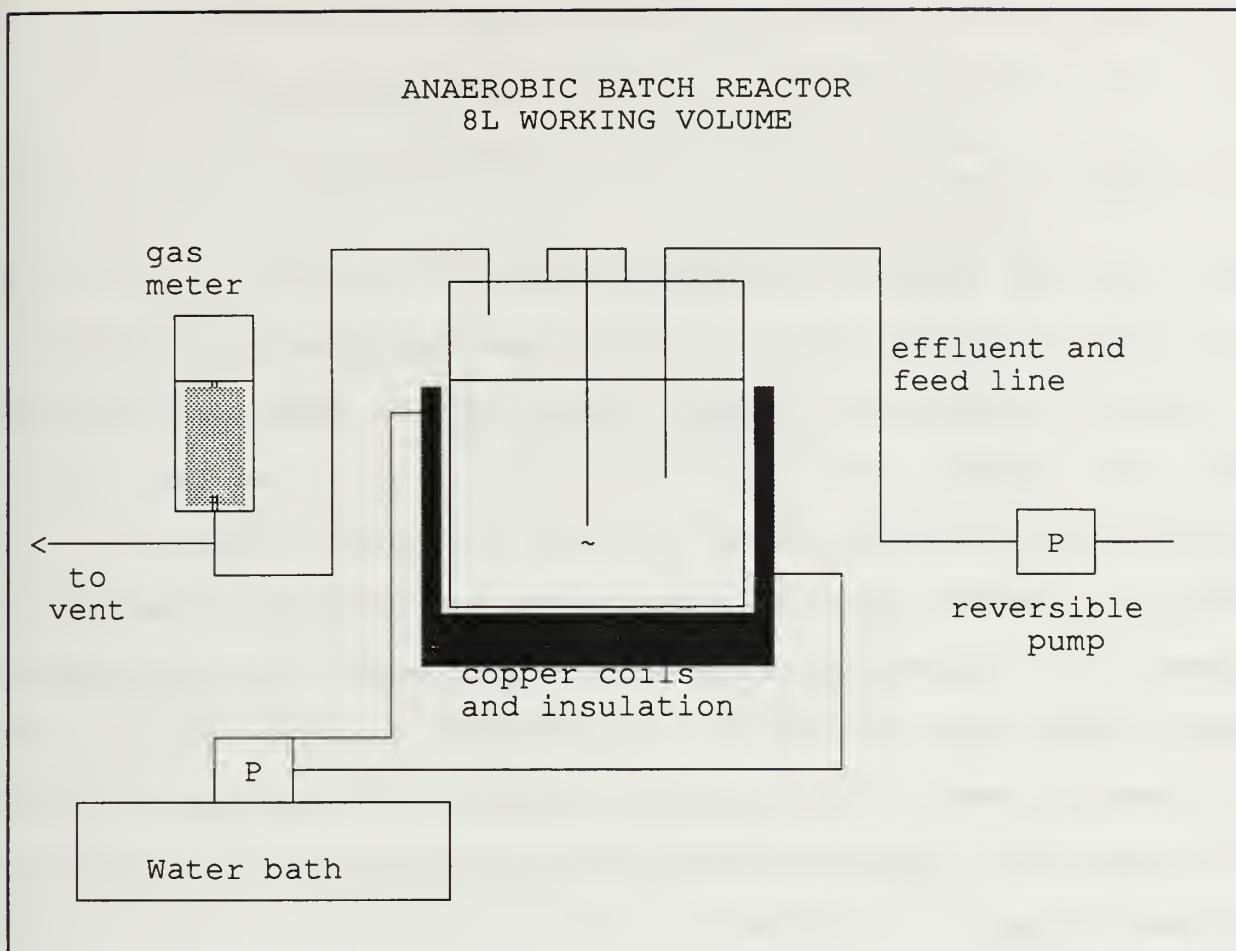 ANAEROBIC BATCH REACTOR
8L WORKING VOLUME
gas
meter
effluent and
feed line
<
~
P
to
vent
reversible
pump
copper coils
and insulation
P
Water bath